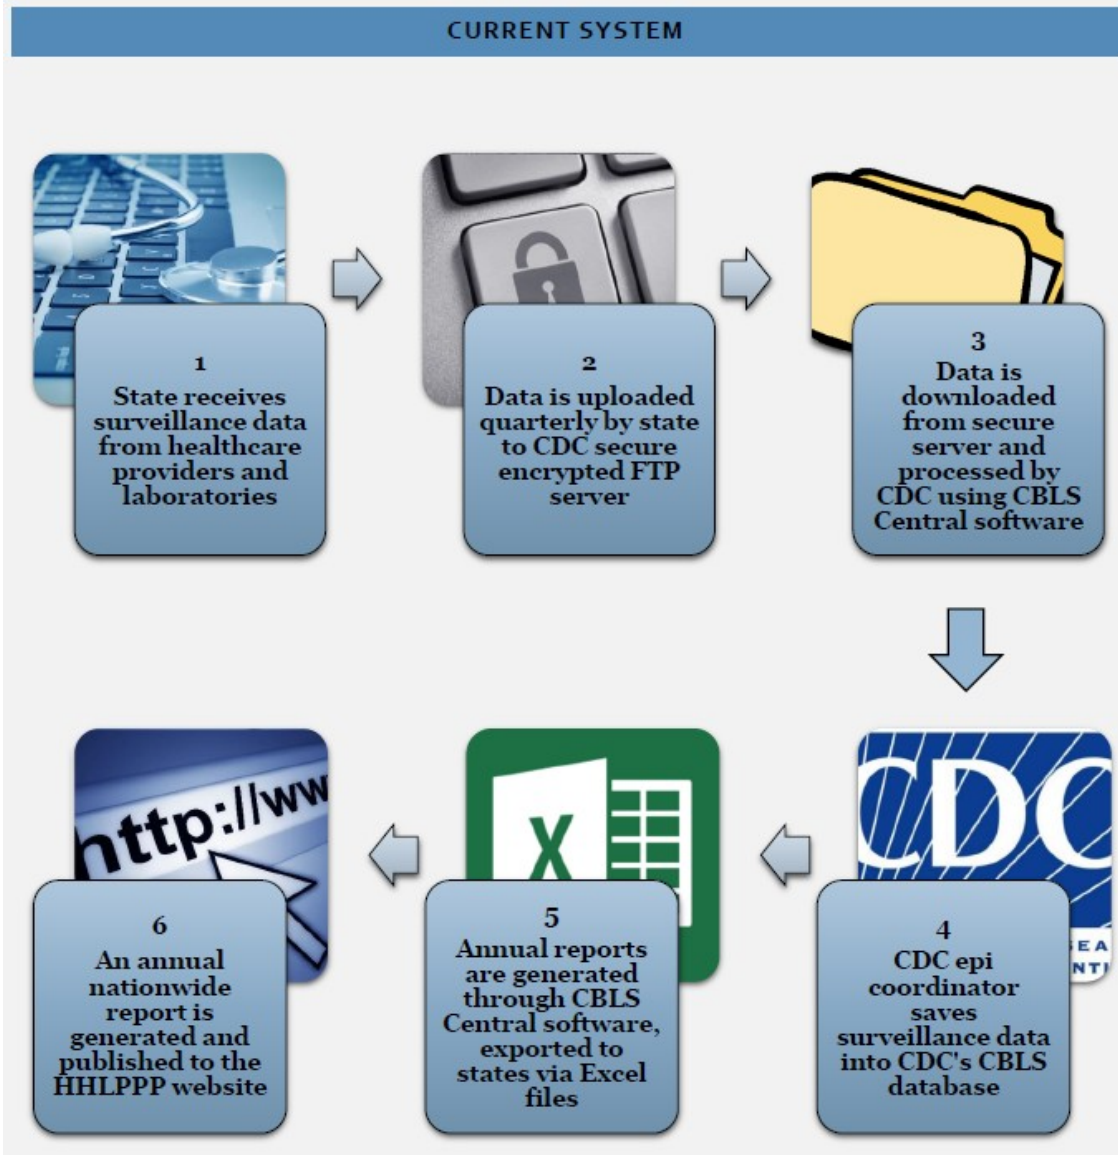 CURRENT SYSTEM
1
State receives
surveillance data
from healthcare
providers and
laboratories
2
Data is uploaded
quarterly by state
to CDC secure
encrypted FTP
server
3
Data is
downloaded
from secure
server and
processed by
CDC using CBLS
Central software
CDC
4
CDC epi
coordinator
saves
surveillance data
into CDC's CBLS
database
X
5
Annual reports
are generated
through CBLS
Central software,
exported to
states via Excel
files
http://ww
6
An annual
nationwide
report is
generated and
published to the
HHLPPP website